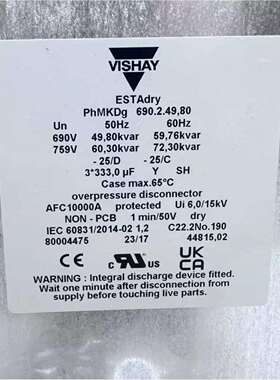 VISHAY
ESTAdry
PhMKDg 690.2.49,80
Un 50Hz 60Hz
690V 49,80kvar 59,76kvar
759V 60,30kvar 72,30kvar
- 25/D - 25/C
3*333,0 µF Y, SH
Case max.65°C
overpressure disconnector
AFC10000A protected Ui 6,0/15kV
NON - PCB 1 min/50V dry
IEC 60831/2014-02 1,2 C22.2No.190
80004475 23/17 44815,02
CE c RU us UK CA
WARNING : Integral discharge device fitted.
Wait one minute after disconnection from
supply before touching live parts.